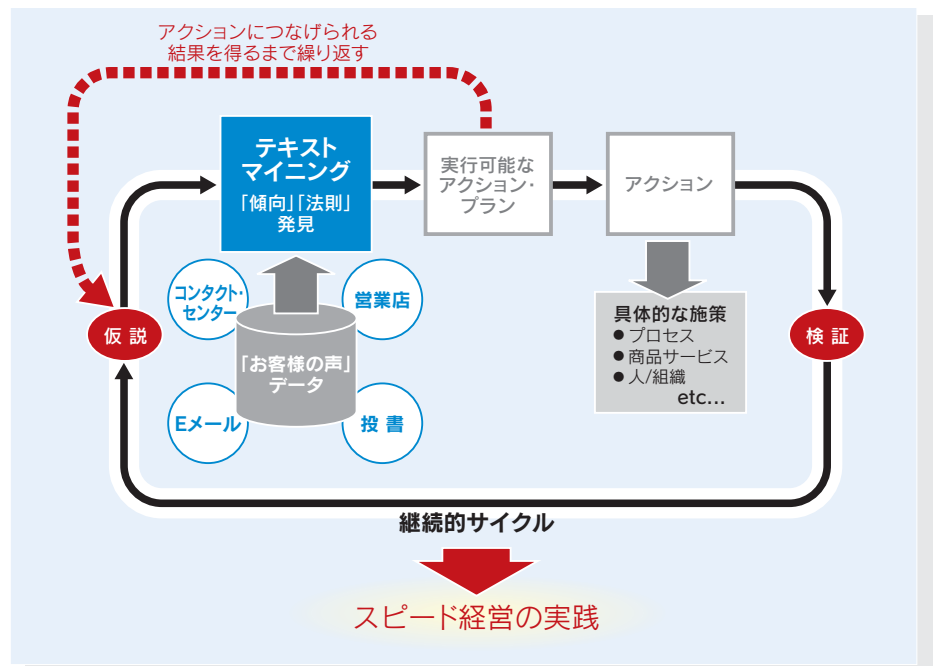 アクションにつなげられる
結果を得るまで繰り返す
テキスト
マイニング
「傾向」「法則」
発見
実行可能な
アクション・
プラン
アクション
コンタクト・
センター
営業店
「お客様の声」
データ
Eメール
投書
仮説
具体的な施策
● プロセス
● 商品サービス
● 人/組織
etc…
検証
継続的サイクル
スピード経営の実践